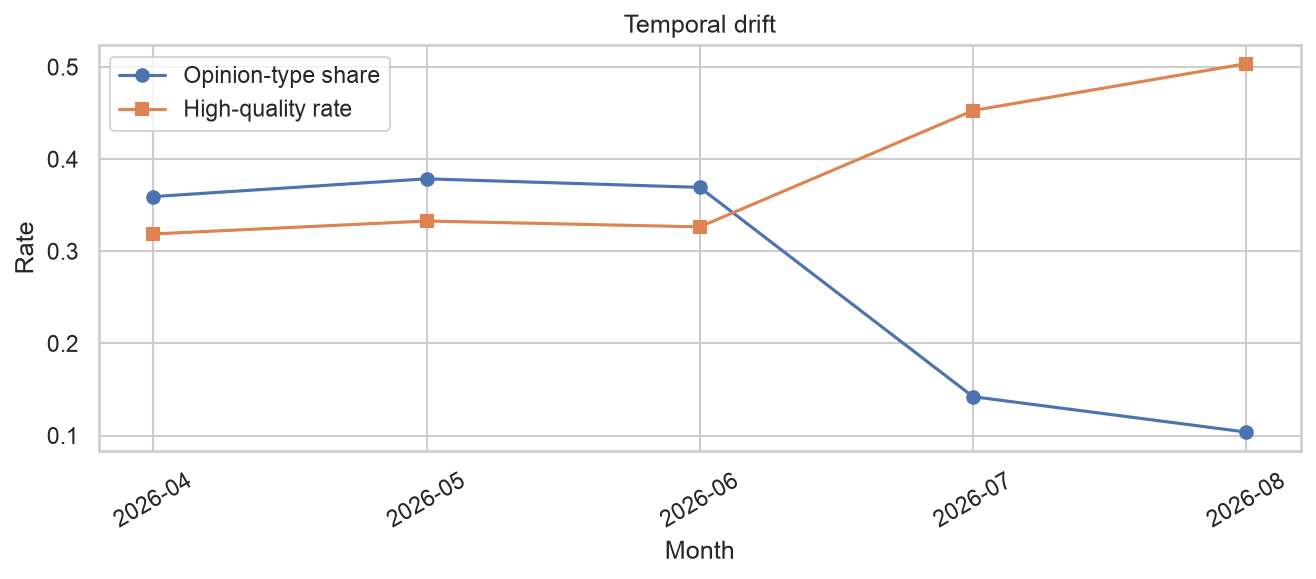 Temporal drift
Opinion-type share
High-quality rate
0.5
0.4
0.3
0.2
0.1
Rate
2026-04
2026-05
2026-06
2026-07
2026-08
Month